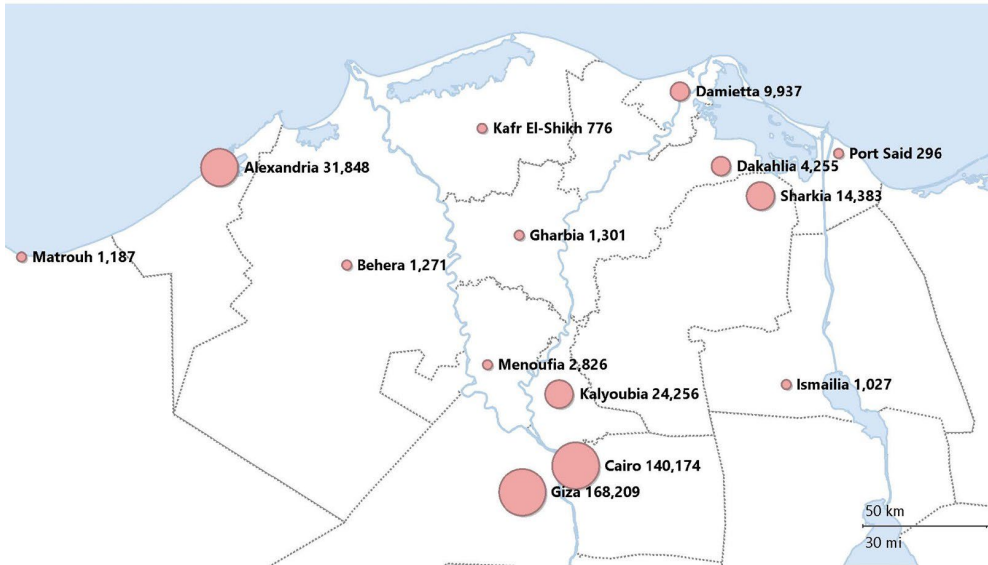 Damietta 9,937
Kafr El-Shikh 776
Port Said 296
Alexandria 31,848
Dakahlia 4,255
Sharkia 14,383
Gharbia 1,301
Matrouh 1,187
Behera 1,271
Menoufia 2,826
Ismailia 1,027
Kalyoubia 24,256
Cairo 140,174
Giza 168,209
50 km
30 mi